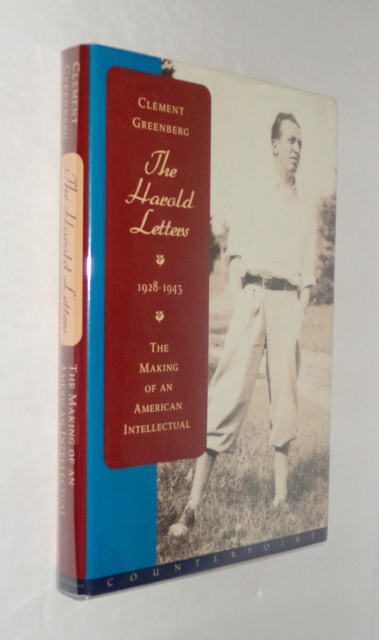 CLEMENT
GREENBERG
The Harold Letters
THE MAKING OF AN
AMERICAN INTELLECTUAL
CLEMENT
GREENBERG
The
Harold
Letters
1928-1943
THE
MAKING
OF AN
AMERICAN
INTELLECTUAL
COUNTERPOINT